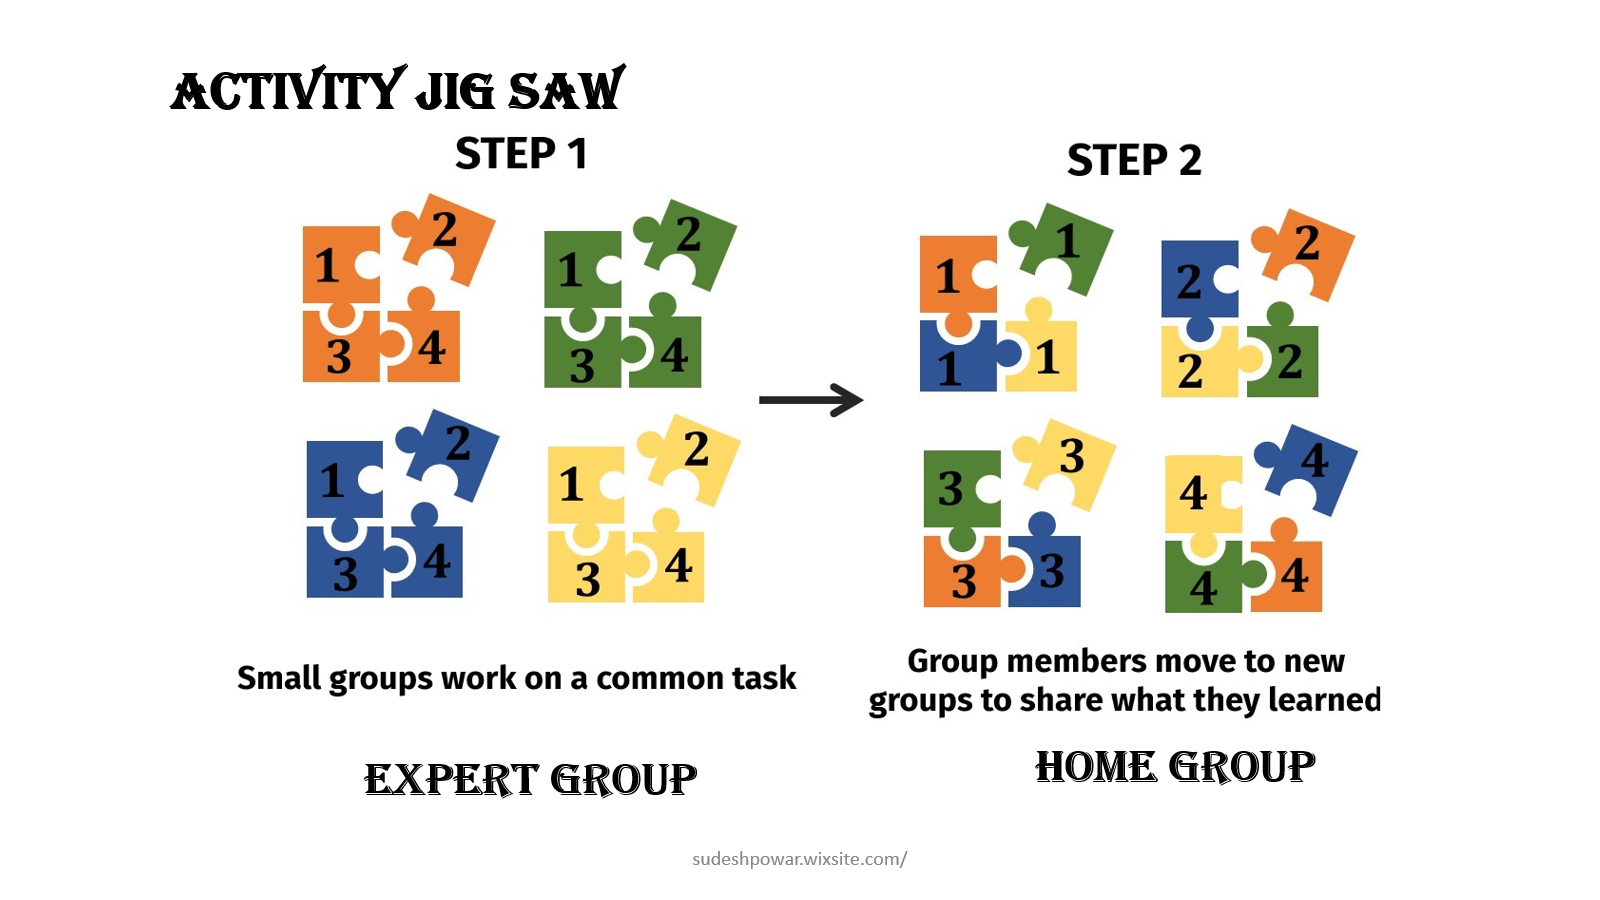 ACTIVITY JIG SAW
STEP 1
1 2
3 4
1 2
3 4
1 2
3 4
1 2
3 4
Small groups work on a common task
EXPERT GROUP
STEP 2
1 1
1 1
2 2
2 2
3 3
3 3
4 4
4 4
Group members move to new
groups to share what they learned
HOME GROUP
sudeshpowar.wixsite.com/